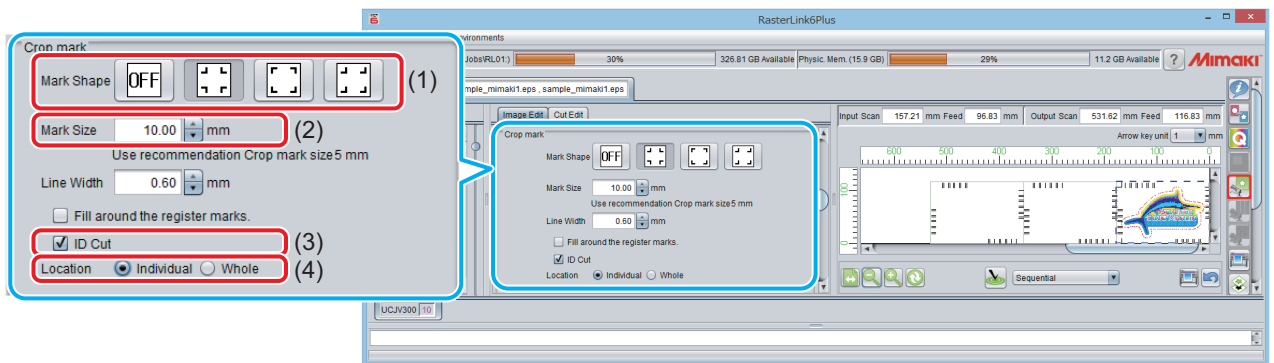 Crop mark
Mark Shape OFF (1)
Mark Size 10.00 mm (2)
Use recommendation Crop mark size5 mm
Line Width 0.60 mm
Fill around the register marks.
ID Cut (3)
Location Individual Whole (4)
RasterLink6Plus
vironments
Jobs\RL01:) 30% 326.81 GB Available Physic. Mem. (15.9 GB) 29% 11.2 GB Available ? Mimaki
mple_mimaki1.eps , sample_mimaki1.eps
Image Edit Cut Edit
Crop mark
Mark Shape OFF
Mark Size 10.00 mm
Use recommendation Crop mark size5 mm
Line Width 0.60 mm
Fill around the register marks.
ID Cut
Location Individual Whole
Input Scan 157.21 mm Feed 96.83 mm Output Scan 531.62 mm Feed 116.83 mm
Arrow key unit 1 mm
600 500 400 300 200 100 0
100 0
Sequential
UCJV300 10